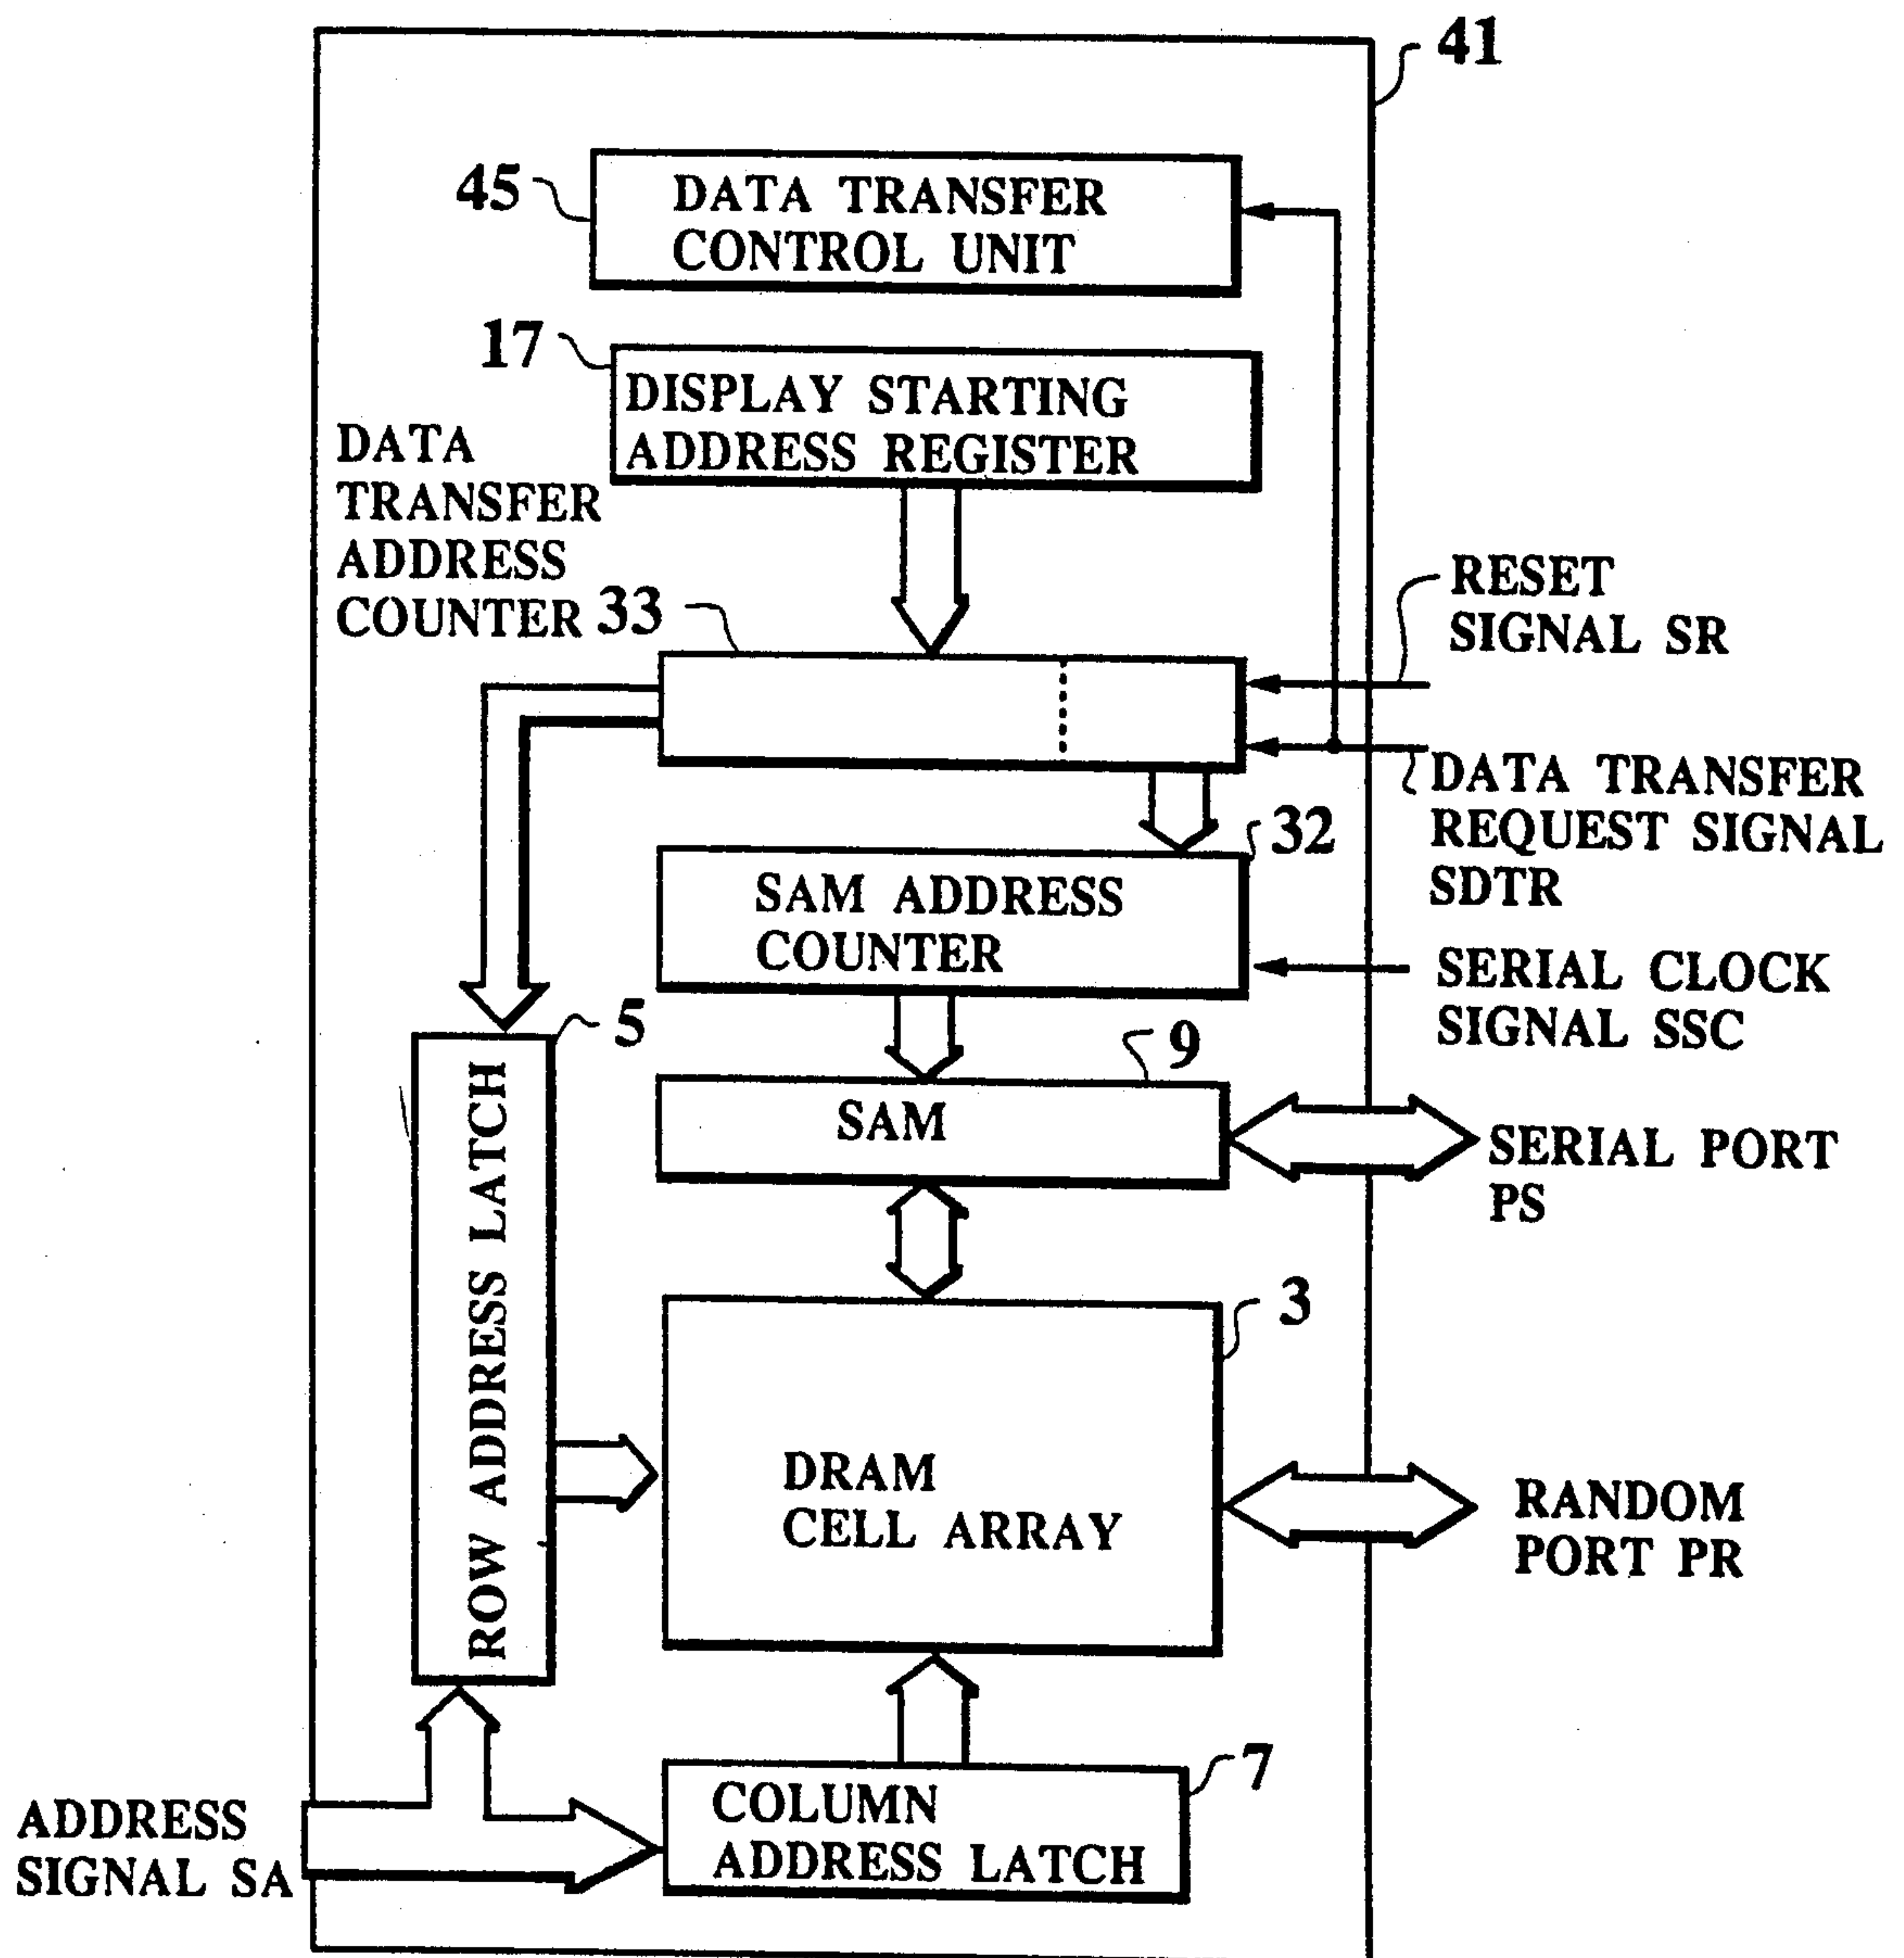 41
45
DATA TRANSFER
CONTROL UNIT
17
DISPLAY STARTING
ADDRESS REGISTER
DATA
TRANSFER
ADDRESS
COUNTER 33
RESET
SIGNAL SR
DATA TRANSFER
REQUEST SIGNAL
SDTR
32
SAM ADDRESS
COUNTER
SERIAL CLOCK
SIGNAL SSC
5
ROW ADDRESS LATCH
9
SAM
SERIAL PORT
PS
3
DRAM
CELL ARRAY
RANDOM
PORT PR
7
COLUMN
ADDRESS LATCH
ADDRESS
SIGNAL SA